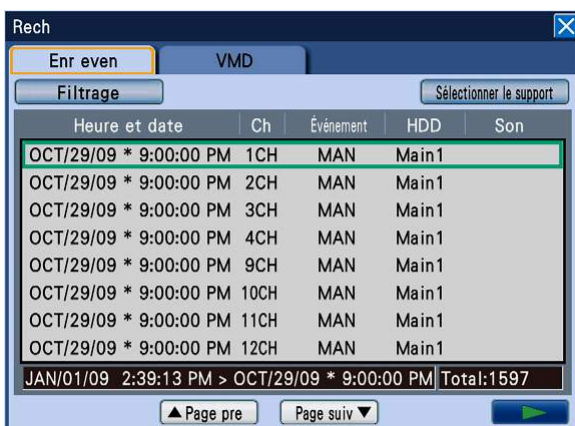 Rech
Enr even VMD
Filtrage Sélectionner le support
Heure et date Ch Événement HDD Son
OCT/29/09 * 9:00:00 PM 1CH MAN Main1
OCT/29/09 * 9:00:00 PM 2CH MAN Main1
OCT/29/09 * 9:00:00 PM 3CH MAN Main1
OCT/29/09 * 9:00:00 PM 4CH MAN Main1
OCT/29/09 * 9:00:00 PM 9CH MAN Main1
OCT/29/09 * 9:00:00 PM 10CH MAN Main1
OCT/29/09 * 9:00:00 PM 11CH MAN Main1
OCT/29/09 * 9:00:00 PM 12CH MAN Main1
JAN/01/09 2:39:13 PM > OCT/29/09 * 9:00:00 PM Total:1597
▲ Page pre Page suiv ▼